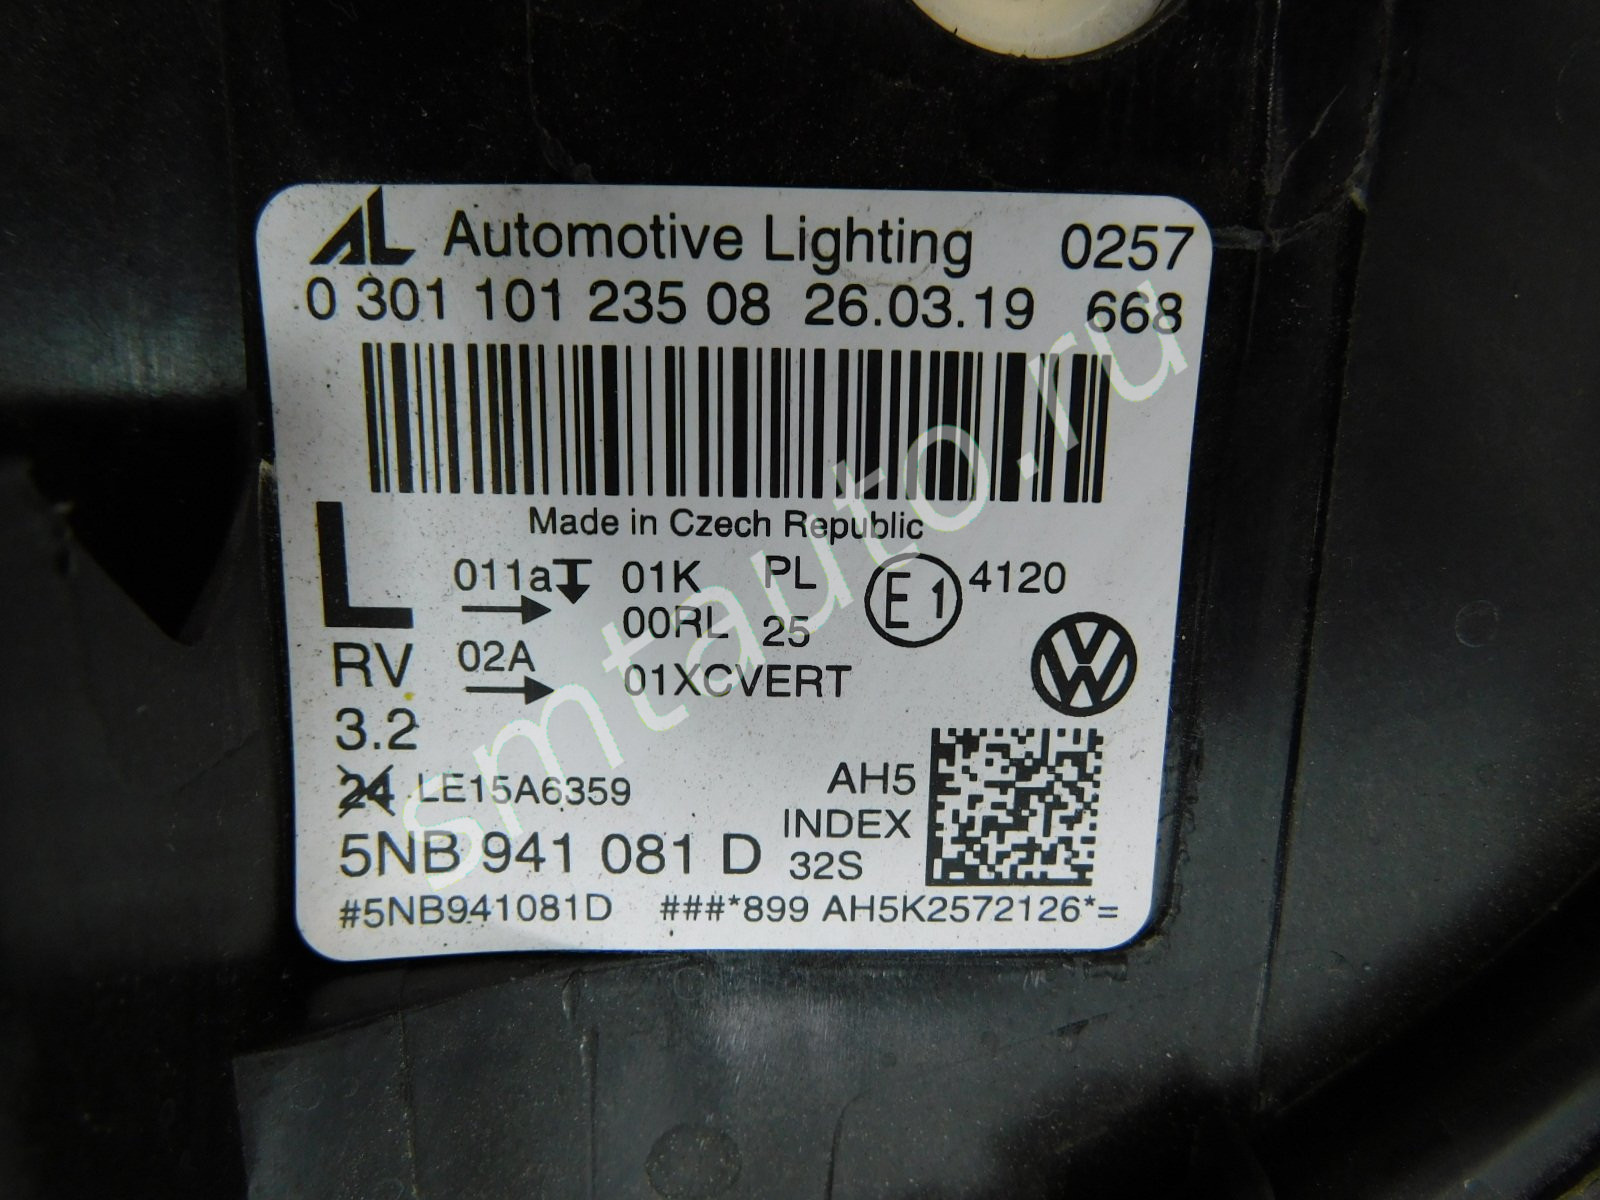 AL Automotive Lighting 0257
0 301 101 235 08 26.03.19 668
Made in Czech Republic
L 011a 01K PL E1 4120
00RL 25
RV 02A 01XCVERT
3.2
24 LE15A6359 AH5
INDEX
5NB 941 081 D 32S
#5NB941081D ###*899 AH5K2572126*=
smtauto.ru